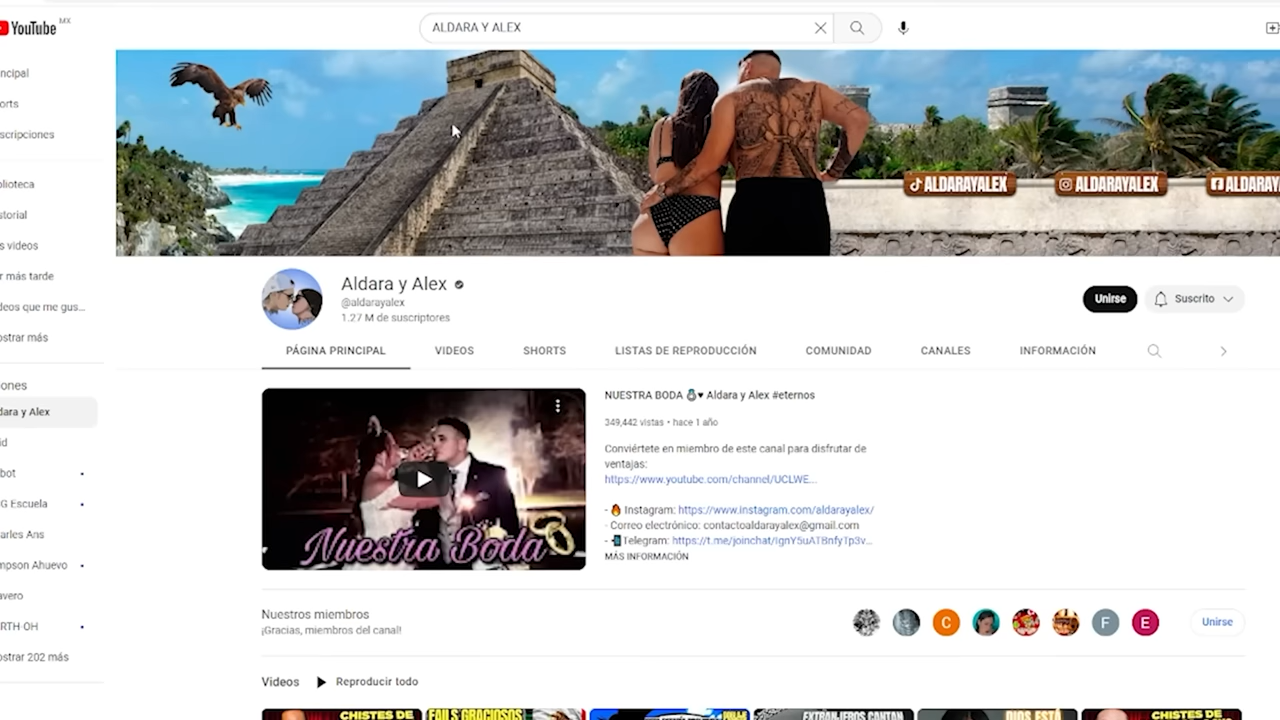 YouTube MX
ALDARA Y ALEX
ncipal
orts
scripciones
blioteca
storial
s videos
r más tarde
deos que me gus...
ostrar más
ones
dara y Alex
id
bot
G Escuela
arles Ans
mpson Ahuevo
avero
RTH-OH
ostrar 202 más
ALDARAYALEX
ALDARAYALEX
ALDARAY
Aldara y Alex
@aldarayalex
1.27 M de suscriptores
Unirse
Suscrito
PÁGINA PRINCIPAL
VIDEOS
SHORTS
LISTAS DE REPRODUCCIÓN
COMUNIDAD
CANALES
INFORMACIÓN
Nuestra Boda
NUESTRA BODA ⛄♥ Aldara y Alex #eternos
349,442 vistas • hace 1 año
Conviértete en miembro de este canal para disfrutar de
ventajas:
https://www.youtube.com/channel/UCLWE...
- 🔥 Instagram: https://www.instagram.com/aldarayalex/
- Correo electrónico: contactoaldarayalex@gmail.com
- 📲Telegram: https://t.me/joinchat/IgnY5uATBnfyTp3v...
MÁS INFORMACIÓN
Nuestros miembros
¡Gracias, miembros del canal!
C
F
E
Unirse
Videos
Reproducir todo
CHISTES DE
FAILS GRACIOSOS
EXTRANJEROS CANTAN
DIOS ESTÁ
CHISTES DE